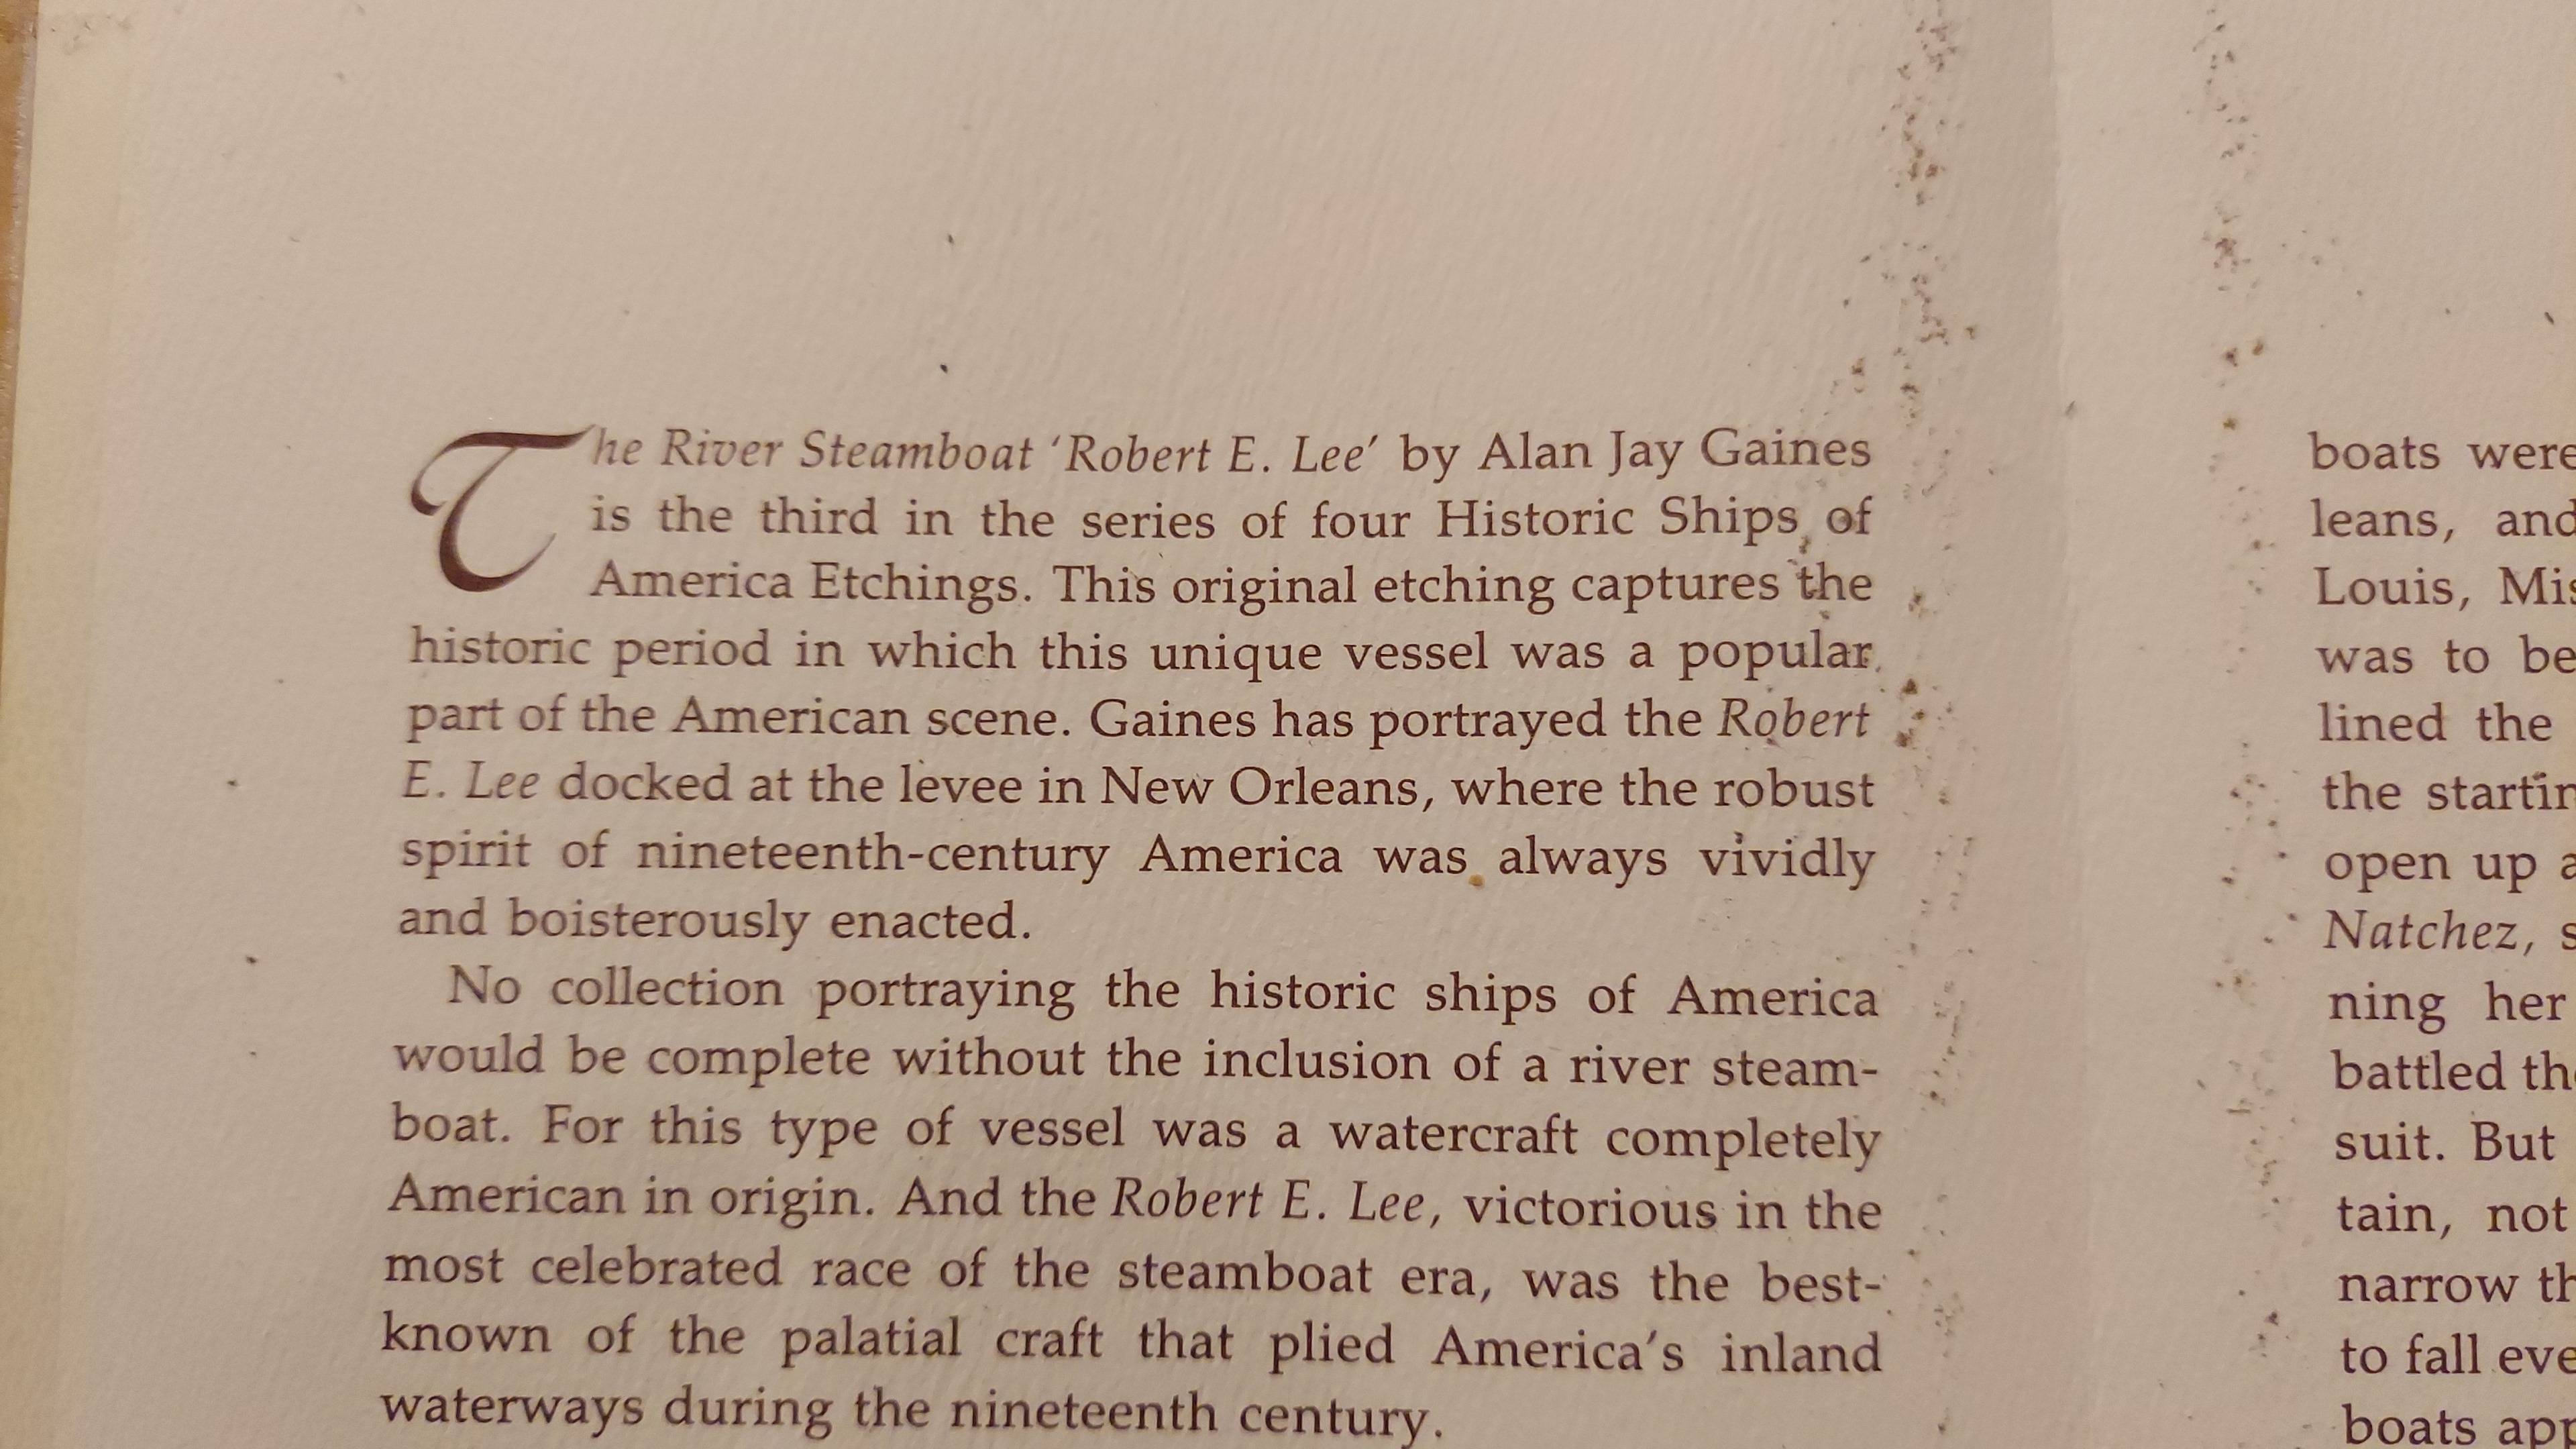 The River Steamboat ‘Robert E. Lee’ by Alan Jay Gaines
is the third in the series of four Historic Ships of
America Etchings. This original etching captures the
historic period in which this unique vessel was a popular
part of the American scene. Gaines has portrayed the Robert
E. Lee docked at the levee in New Orleans, where the robust
spirit of nineteenth-century America was always vividly
and boisterously enacted.
No collection portraying the historic ships of America
would be complete without the inclusion of a river steam-
boat. For this type of vessel was a watercraft completely
American in origin. And the Robert E. Lee, victorious in the
most celebrated race of the steamboat era, was the best-
known of the palatial craft that plied America’s inland
waterways during the nineteenth century.
boats were
leans, and
Louis,
was to be
lined the
the
open up
Natchez,
ning her
battled
suit. But
tain, not
narrow
to fall
boats